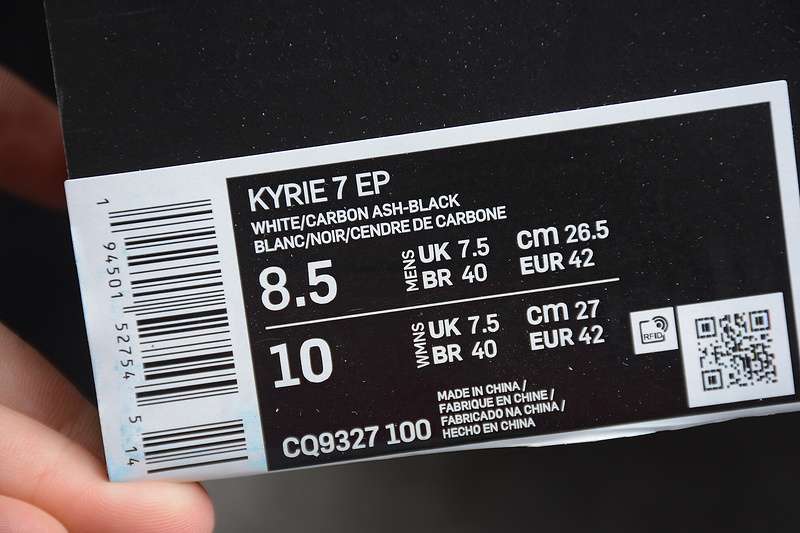 KYRIE 7 EP
WHITE/CARBON ASH-BLACK
BLANC/NOIR/CENDRE DE CARBONE
8.5
MENS
UK 7.5
cm 26.5
BR 40
EUR 42
10
WMNS
UK 7.5
cm 27
BR 40
EUR 42
RFID
CQ9327 100
MADE IN CHINA /
FABRIQUE EN CHINE /
FABRICADO NA CHINA /
HECHO EN CHINA
1 94501 52754 5 14